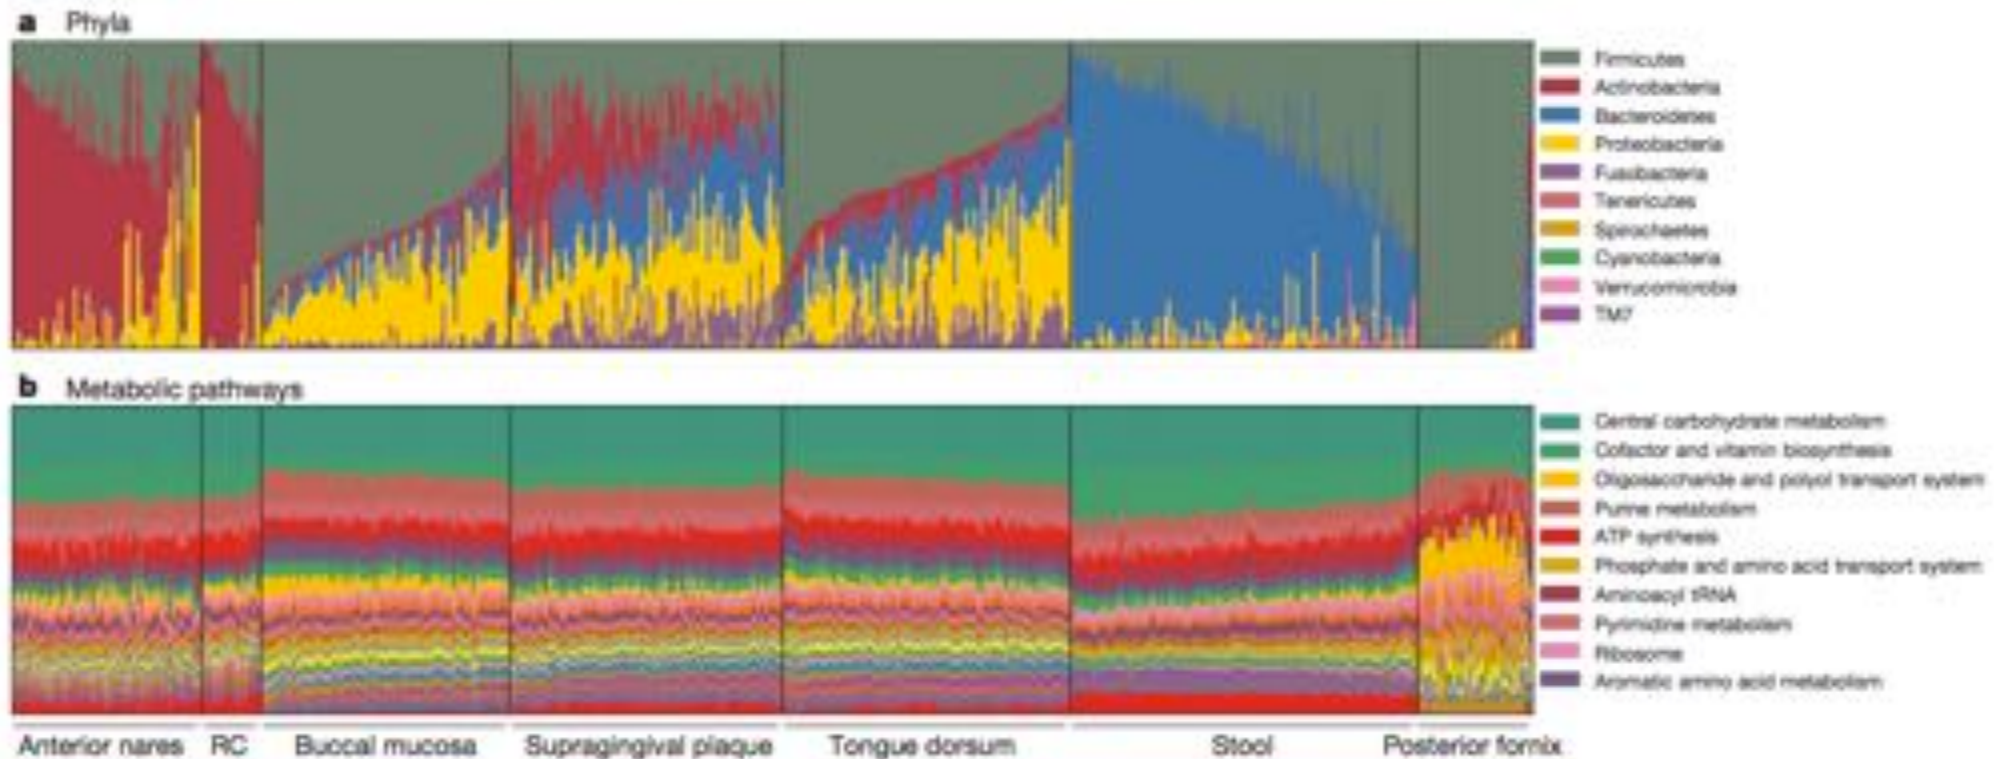 a Phyla
Firmicutes
Actinobacteria
Bacteroidetes
Proteobacteria
Fusobacteria
Tenericutes
Spirochaetes
Cyanobacteria
Verrucomicrobia
TM7
b Metabolic pathways
Central carbohydrate metabolism
Cofactor and vitamin biosynthesis
Oligosaccharide and polyol transport system
Purine metabolism
ATP synthesis
Phosphate and amino acid transport system
Aminoacyl tRNA
Pyrimidine metabolism
Ribosome
Aromatic amino acid metabolism
Anterior nares RC Buccal mucosa Supragingival plaque Tongue dorsum Stool Posterior fornix